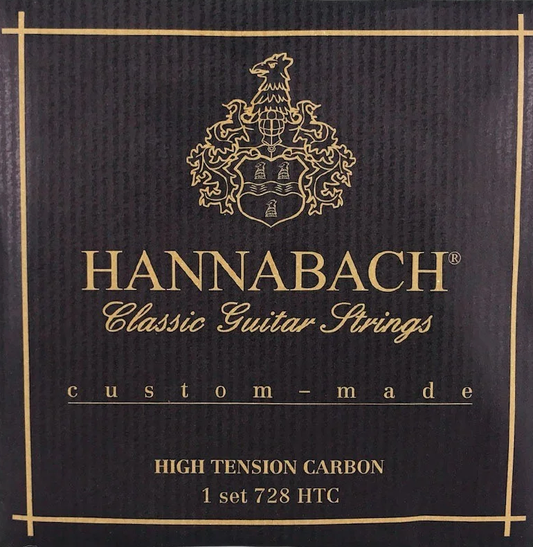 HANNABACH®
Classic Guitar Strings
custom-made
HIGH TENSION CARBON
1 set 728 HTC